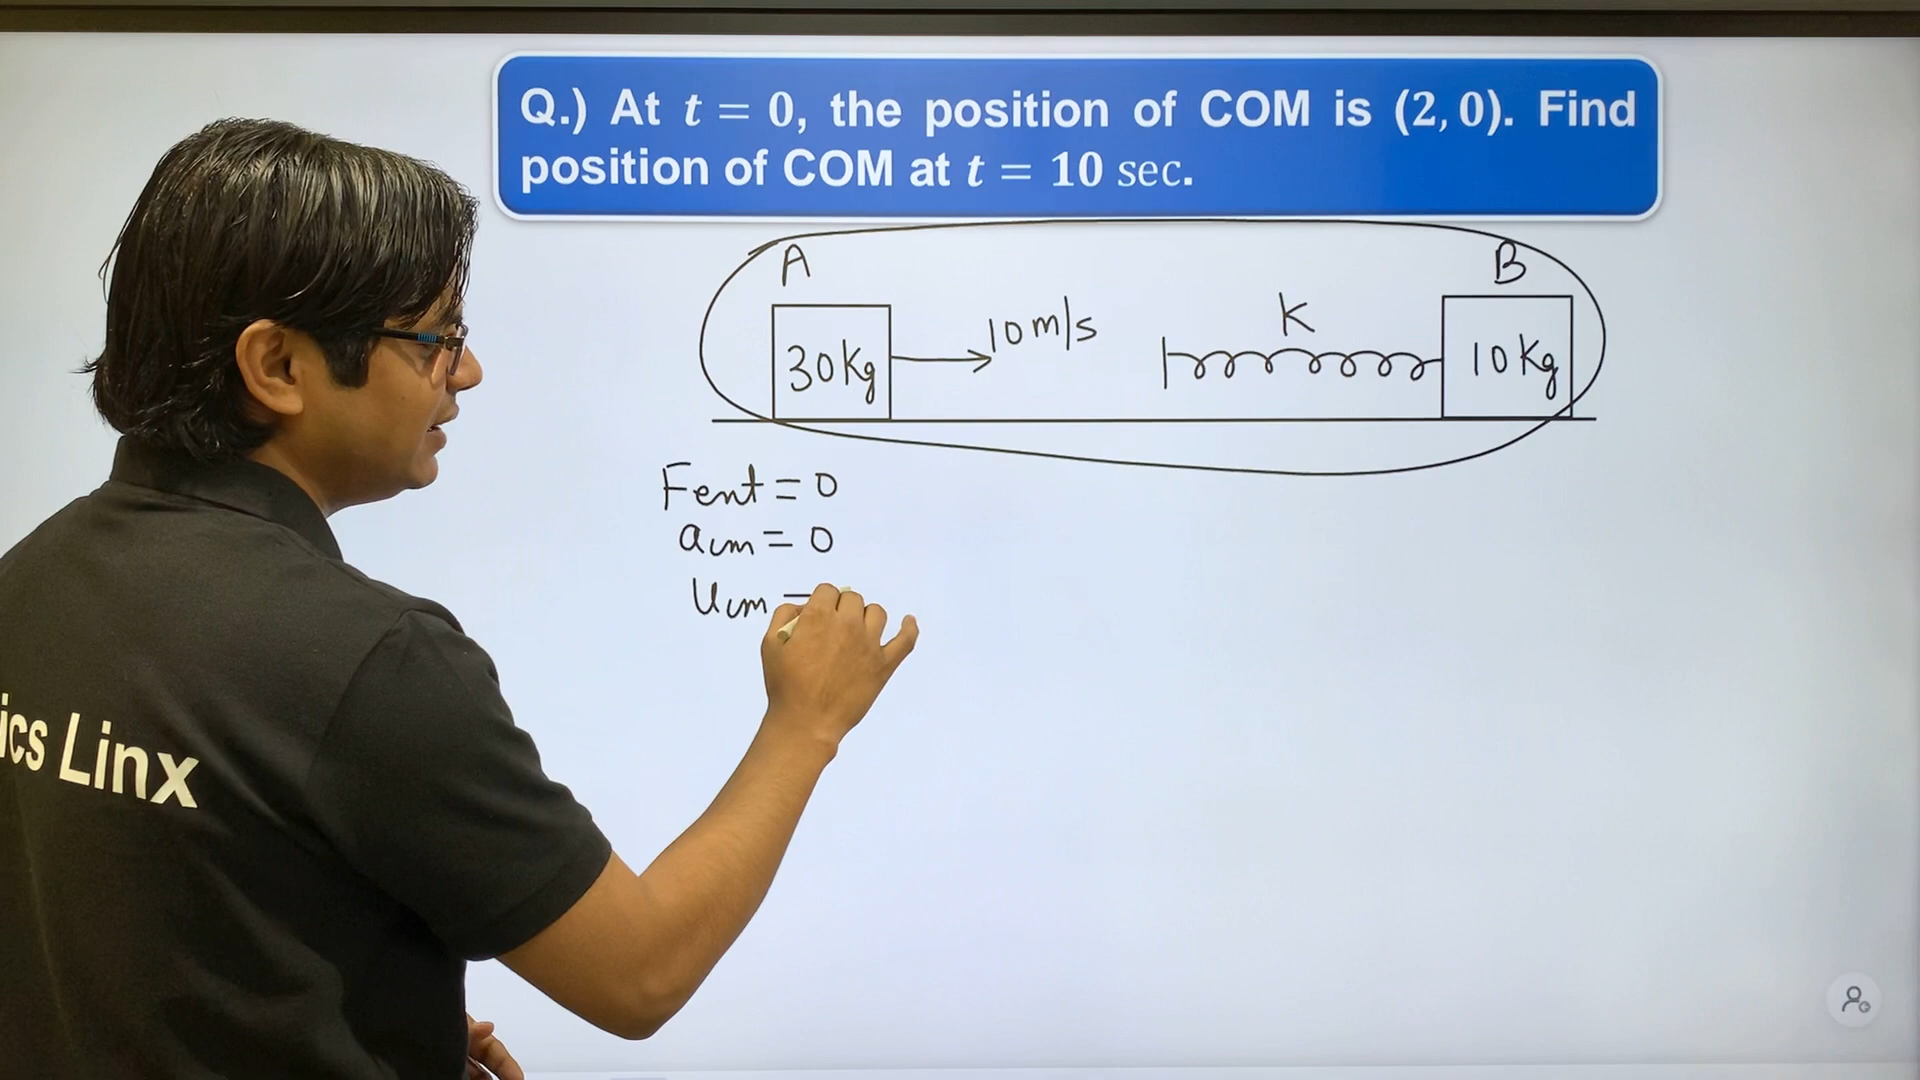 Q.) At t = 0, the position of COM is (2, 0). Find
position of COM at t = 10 sec.
A
B
30Kg
10m/s
K
10Kg
Fext = 0
acm = 0
ucm =
ics Linx